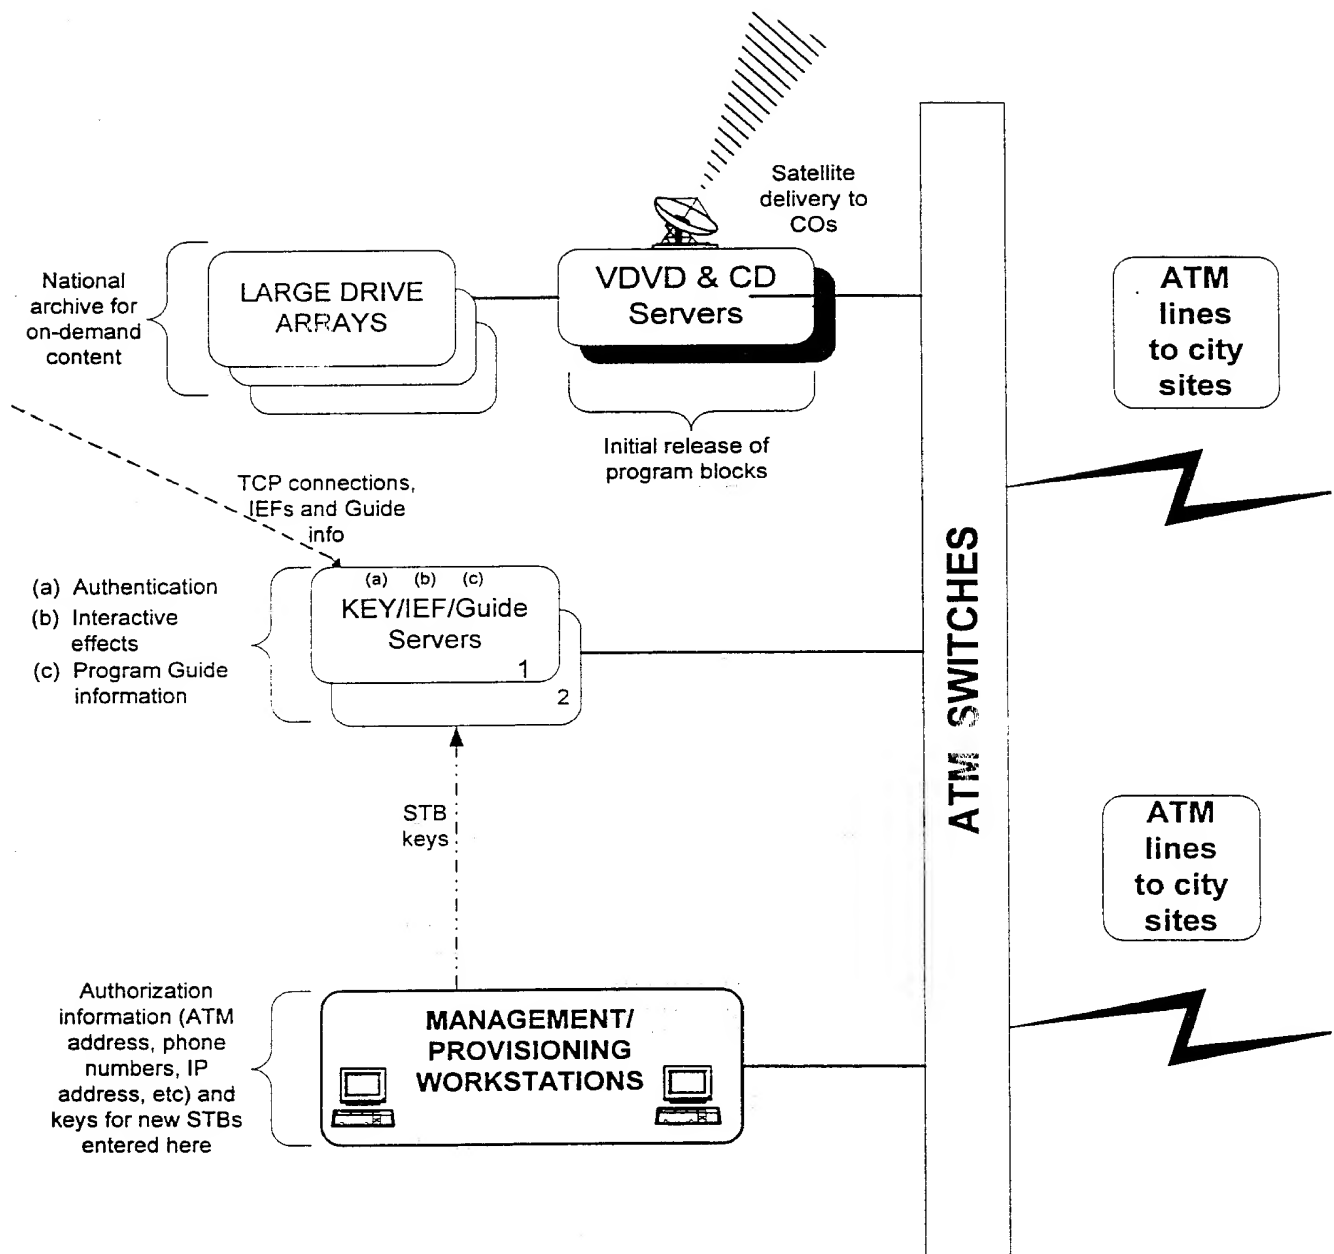 Satellite
delivery to
COs
National
archive for
on-demand
content
LARGE DRIVE
ARRAYS
VDVD & CD
Servers
ATM
lines
to city
sites
Initial release of
program blocks
TCP connections,
IEFs and Guide
info
(a) Authentication
(b) Interactive
effects
(c) Program Guide
information
(a) (b) (c)
KEY/IEF/Guide
Servers
1
2
ATM SWITCHES
STB
keys
ATM
lines
to city
sites
Authorization
information (ATM
address, phone
numbers, IP
address, etc) and
keys for new STBs
entered here
MANAGEMENT/
PROVISIONING
WORKSTATIONS